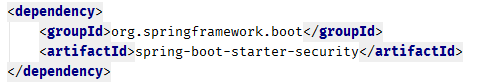 <dependency>
<groupId>org.springframework.boot</groupId>
<artifactId>spring-boot-starter-security</artifactId>
</dependency>